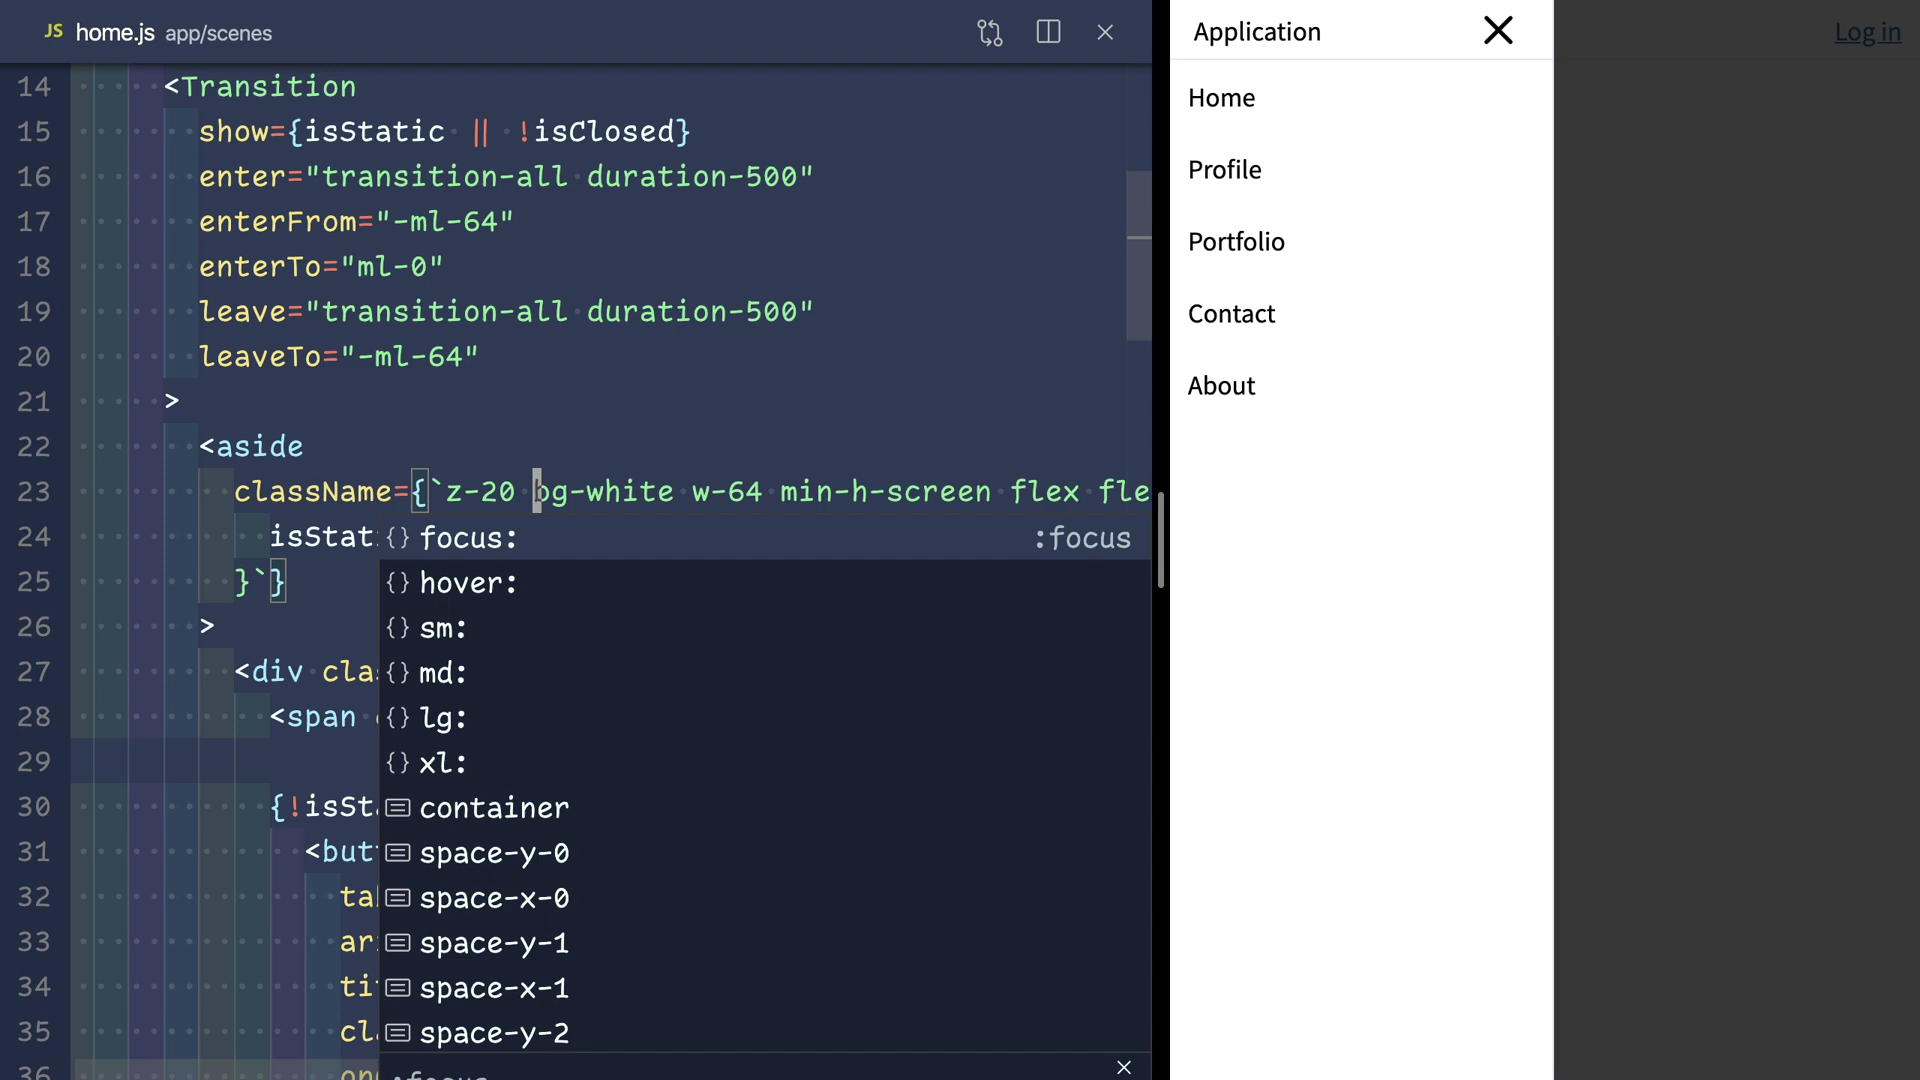 JS home.js app/scenes
14 <Transition
15 show={isStatic || !isClosed}
16 enter="transition-all duration-500"
17 enterFrom="-ml-64"
18 enterTo="ml-0"
19 leave="transition-all duration-500"
20 leaveTo="-ml-64"
21 >
22 <aside
23 className={`z-20 bg-white w-64 min-h-screen flex fle
24 isStat
25 }`}
26 >
27 <div cla
28 <span
29
30 {!isSta
31 <but
32 ta
33 ar
34 ti
35 cl
36 on
{} focus: :focus
{} hover:
{} sm:
{} md:
{} lg:
{} xl:
container
space-y-0
space-x-0
space-y-1
space-x-1
space-y-2
:focus
Application
Log in
Home
Profile
Portfolio
Contact
About